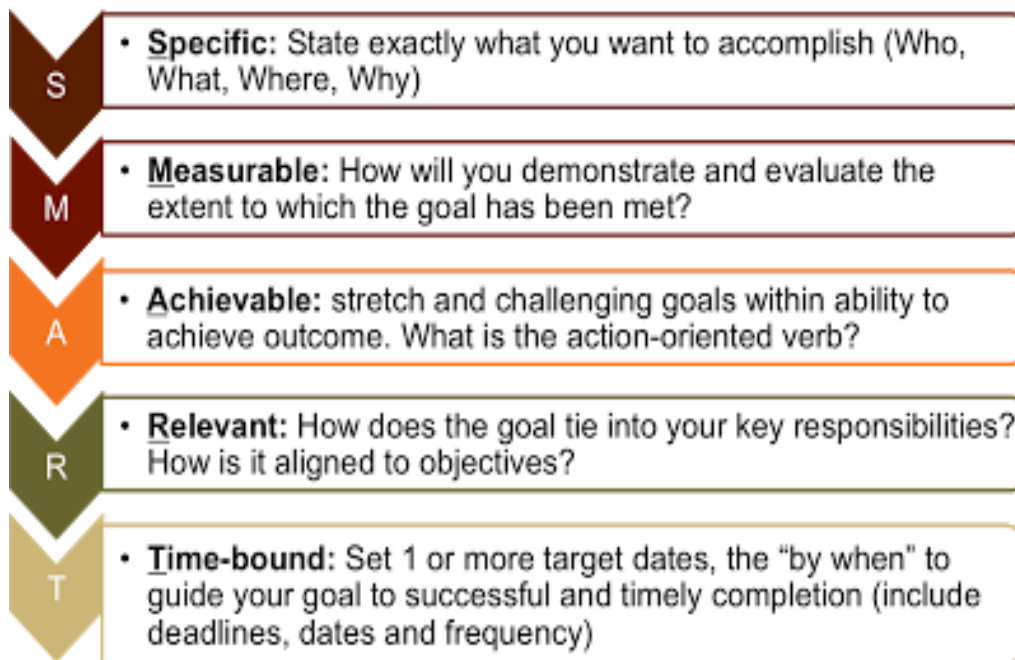 S
• Specific: State exactly what you want to accomplish (Who,
What, Where, Why)
M
• Measurable: How will you demonstrate and evaluate the
extent to which the goal has been met?
A
• Achievable: stretch and challenging goals within ability to
achieve outcome. What is the action-oriented verb?
R
• Relevant: How does the goal tie into your key responsibilities?
How is it aligned to objectives?
T
• Time-bound: Set 1 or more target dates, the “by when” to
guide your goal to successful and timely completion (include
deadlines, dates and frequency)